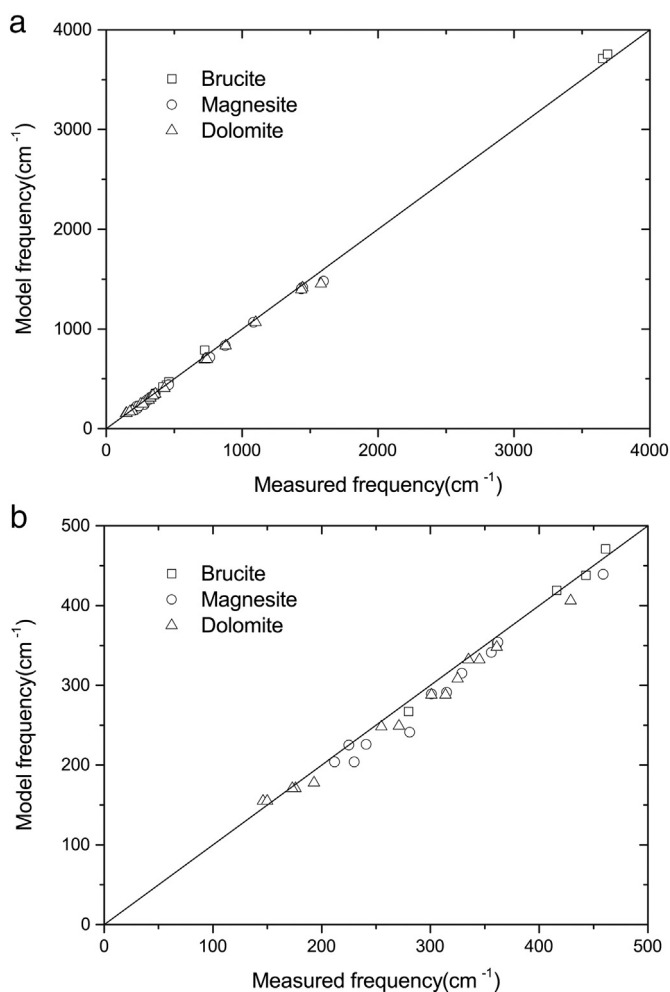 a
4000
3000
2000
1000
0
Model frequency(cm⁻¹)
Brucite
Magnesite
Dolomite
0 1000 2000 3000 4000
Measured frequency(cm⁻¹)
b
500
400
300
200
100
0
Model frequency(cm⁻¹)
Brucite
Magnesite
Dolomite
0 100 200 300 400 500
Measured frequency(cm⁻¹)